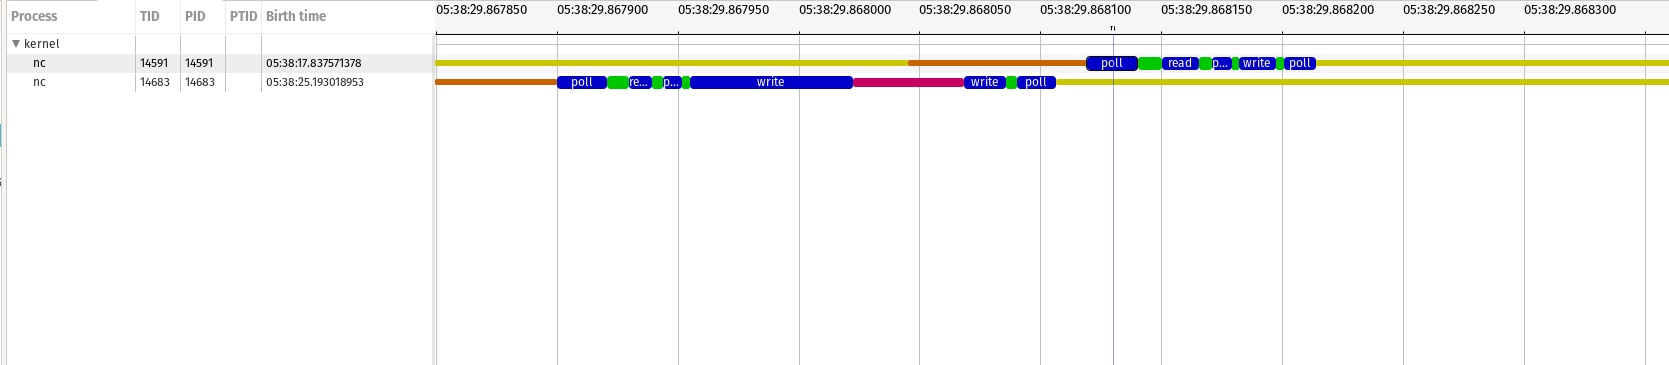 Process TID PID PTID Birth time 05:38:29.867850 05:38:29.867900 05:38:29.867950 05:38:29.868000 05:38:29.868050 05:38:29.868100 05:38:29.868150 05:38:29.868200 05:38:29.868250 05:38:29.868300
kernel
nc 14591 14591 05:38:17.837571378 poll read p... write poll
nc 14683 14683 05:38:25.193018953 poll re... p... write write poll